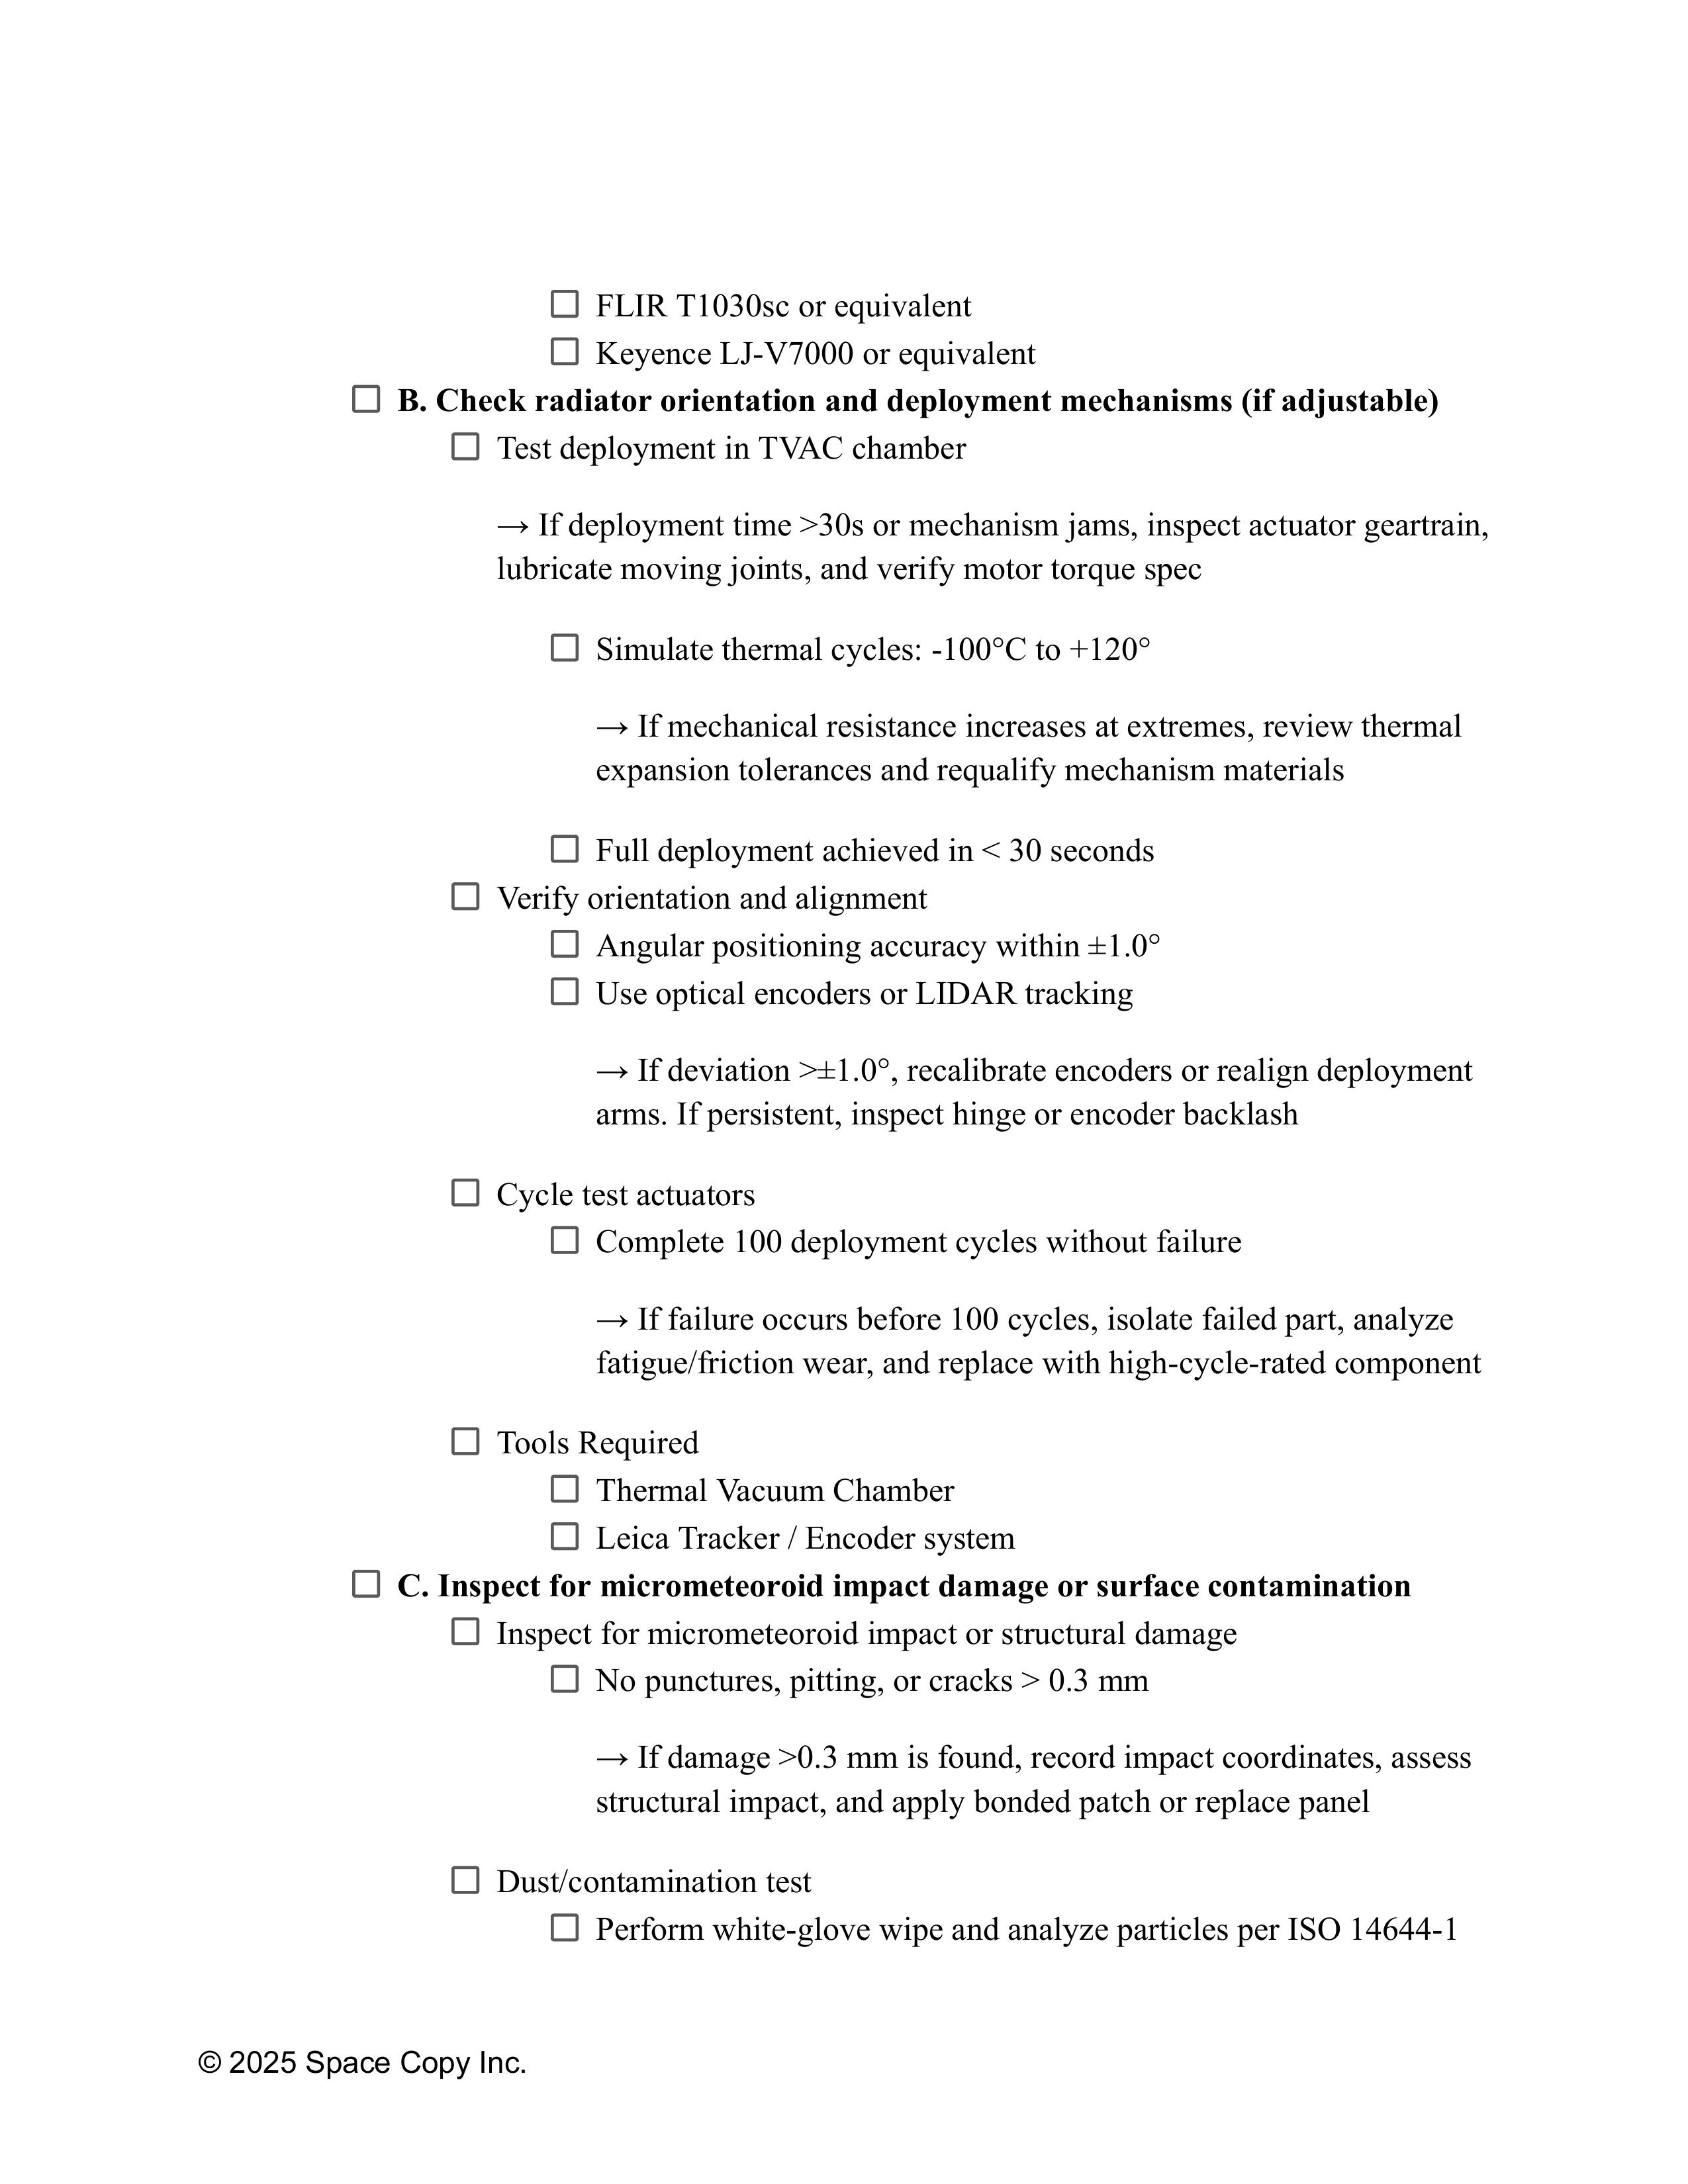 FLIR T1030sc or equivalent
Keyence LJ-V7000 or equivalent
B. Check radiator orientation and deployment mechanisms (if adjustable)
Test deployment in TVAC chamber
→ If deployment time >30s or mechanism jams, inspect actuator geartrain,
lubricate moving joints, and verify motor torque spec
Simulate thermal cycles: -100°C to +120°
→ If mechanical resistance increases at extremes, review thermal
expansion tolerances and requalify mechanism materials
Full deployment achieved in < 30 seconds
Verify orientation and alignment
Angular positioning accuracy within ±1.0°
Use optical encoders or LIDAR tracking
→ If deviation >±1.0°, recalibrate encoders or realign deployment
arms. If persistent, inspect hinge or encoder backlash
Cycle test actuators
Complete 100 deployment cycles without failure
→ If failure occurs before 100 cycles, isolate failed part, analyze
fatigue/friction wear, and replace with high-cycle-rated component
Tools Required
Thermal Vacuum Chamber
Leica Tracker / Encoder system
C. Inspect for micrometeoroid impact damage or surface contamination
Inspect for micrometeoroid impact or structural damage
No punctures, pitting, or cracks > 0.3 mm
→ If damage >0.3 mm is found, record impact coordinates, assess
structural impact, and apply bonded patch or replace panel
Dust/contamination test
Perform white-glove wipe and analyze particles per ISO 14644-1
© 2025 Space Copy Inc.